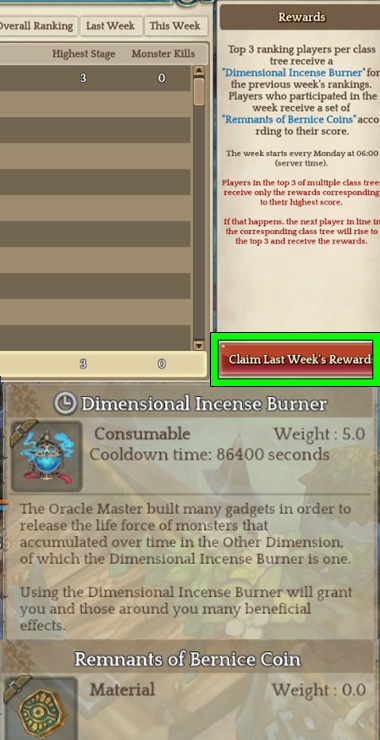 Overall Ranking
Last Week
This Week
Highest Stage
Monster Kills
3
0
3
0
Rewards
Top 3 ranking players per class
tree receive a
"Dimensional Incense Burner" for
the previous week's rankings.
Players who participated in the
week receive a set of
"Remnants of Bernice Coins" acco
rding to their score.
The week starts every Monday at 06:00
(server time).
Players in the top 3 of multiple class trees
receive only the rewards corresponding
to their highest score.
If that happens, the next player in line in
the corresponding class tree will rise to
the top 3 and receive the rewards.
Claim Last Week's Reward
Dimensional Incense Burner
Consumable
Weight : 5.0
Cooldown time: 86400 seconds
The Oracle Master built many gadgets in order to
release the life force of monsters that
accumulated over time in the Other Dimension,
of which the Dimensional Incense Burner is one.
Using the Dimensional Incense Burner will grant
you and those around you many beneficial
effects.
Remnants of Bernice Coin
Material
Weight : 0.0